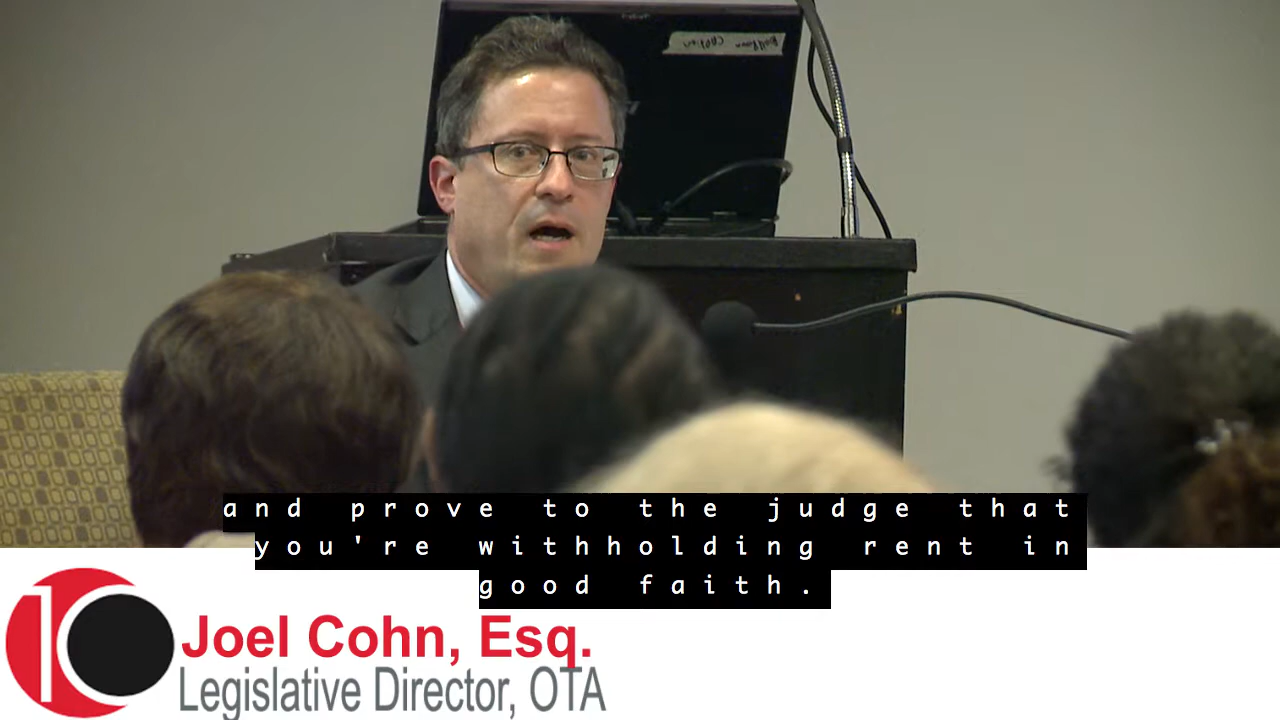 and prove to the judge that
you're withholding rent in
good faith.
10
Joel Cohn, Esq.
Legislative Director, OTA